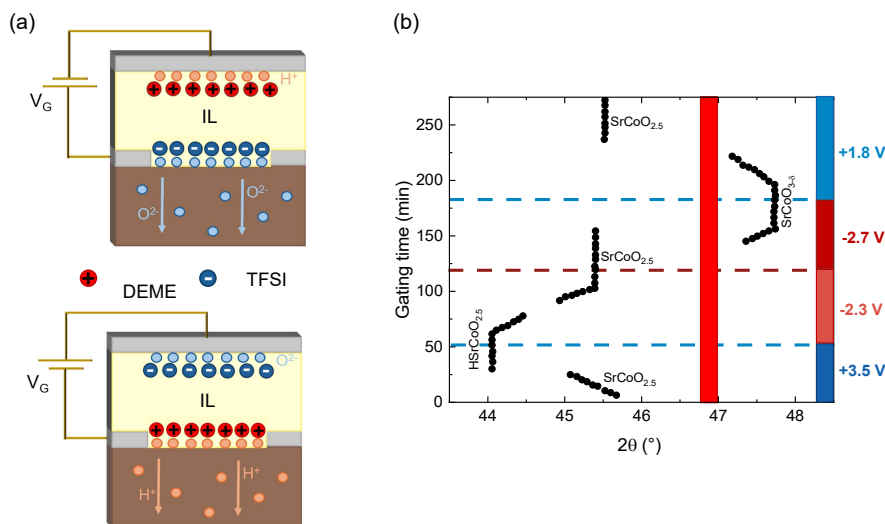 (a)
H⁺
V_G
IL
O²⁻
O²⁻
DEME
TFSI
O²⁻
V_G
IL
H⁺
H⁺
(b)
Gating time (min)
250
200
150
100
50
0
44
45
46
47
48
2θ (°)
SrCoO₂.₅
SrCoO₃₋δ
SrCoO₂.₅
HSrCoO₂.₅
SrCoO₂.₅
+1.8 V
-2.7 V
-2.3 V
+3.5 V